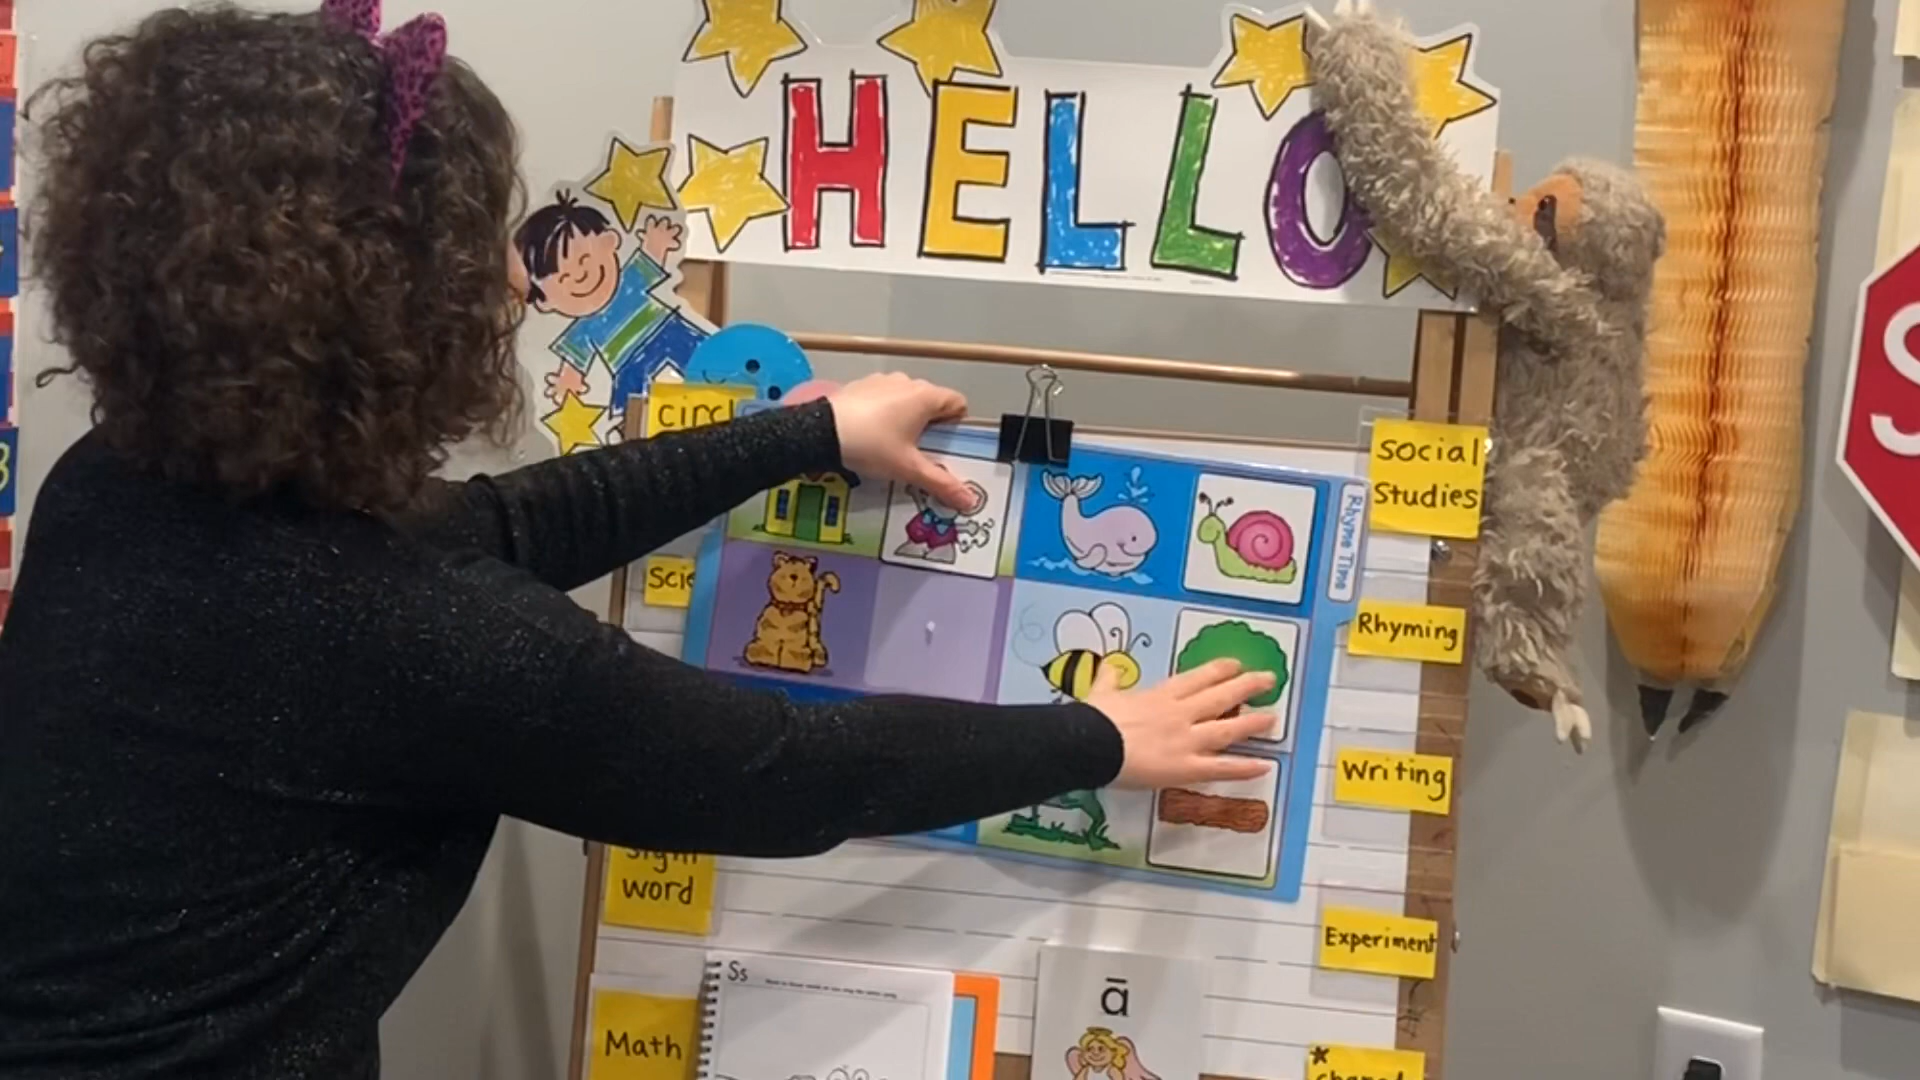 HELLO
circl
Social
Studies
Rhyme Time
Scie
Rhyming
Writing
Sight
word
Experiment
Ss
ā
Math
S